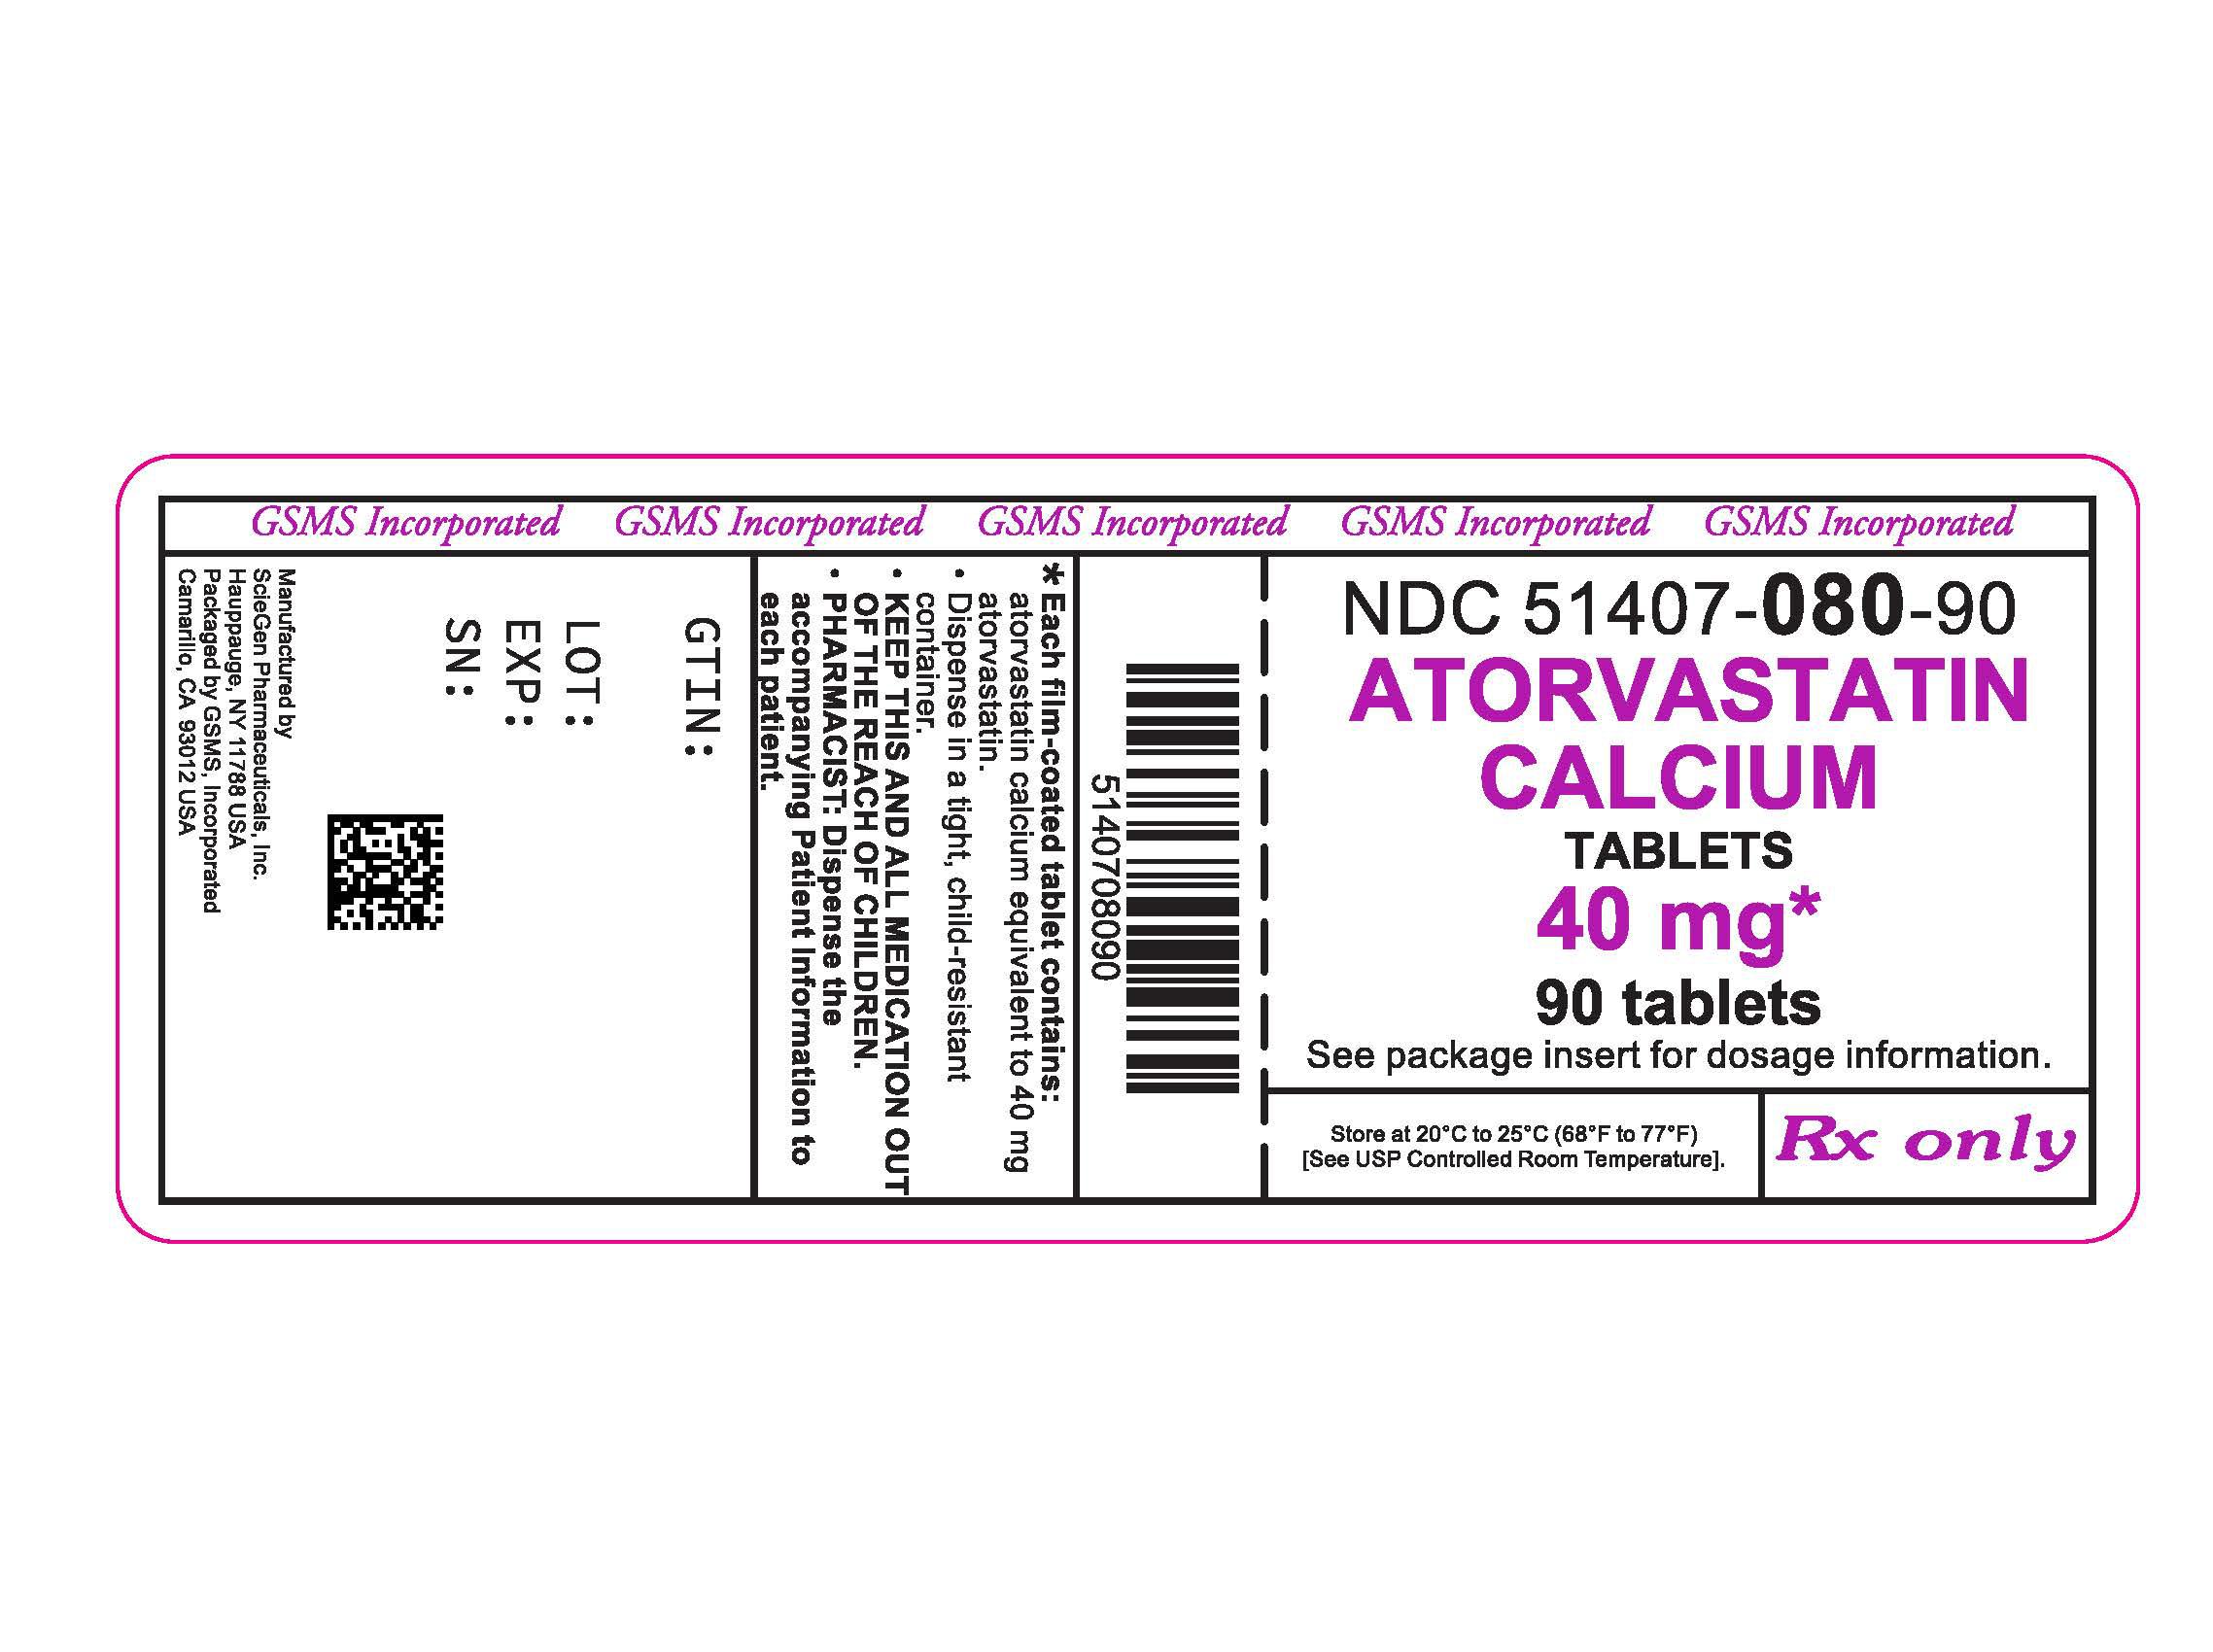 GSMS Incorporated GSMS Incorporated GSMS Incorporated GSMS Incorporated GSMS Incorporated
NDC 51407-080-90
ATORVASTATIN
CALCIUM
TABLETS
40 mg*
90 tablets
See package insert for dosage information.
Store at 20°C to 25°C (68°F to 77°F)
[See USP Controlled Room Temperature].
Rx only
5140708090
* Each film-coated tablet contains:
atorvastatin calcium equivalent to 40 mg
atorvastatin.
• Dispense in a tight, child-resistant
container.
• KEEP THIS AND ALL MEDICATION OUT
OF THE REACH OF CHILDREN.
• PHARMACIST: Dispense the
accompanying Patient Information to
each patient.
GTIN:
LOT:
EXP:
SN:
Manufactured by
ScieGen Pharmaceuticals, Inc.
Hauppauge, NY 11788 USA
Packaged by GSMS, Incorporated
Camarillo, CA 93012 USA